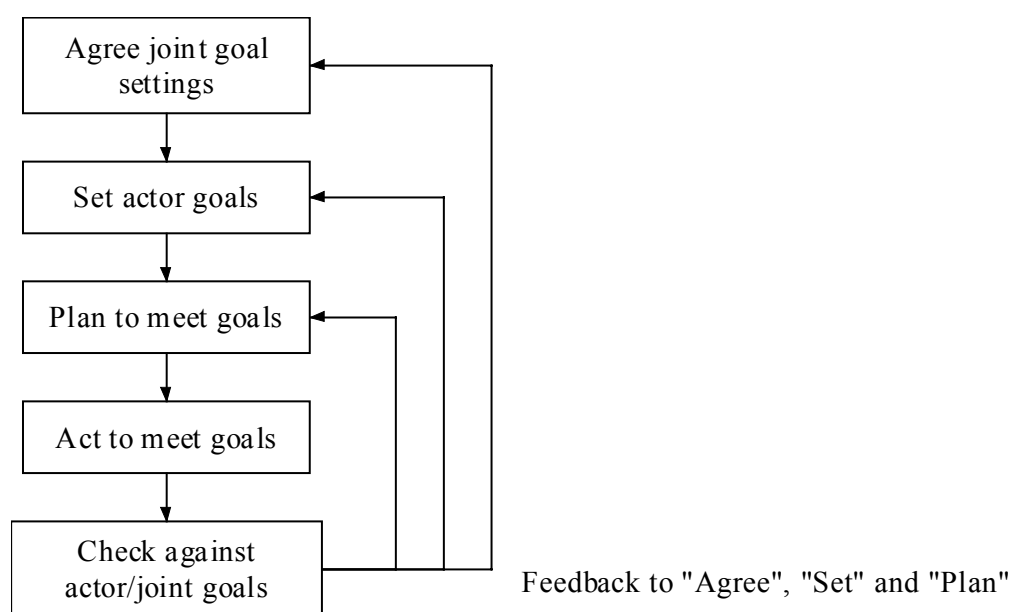 Agree joint goal
settings
Set actor goals
Plan to meet goals
Act to meet goals
Check against
actor/joint goals
Feedback to "Agree", "Set" and "Plan"